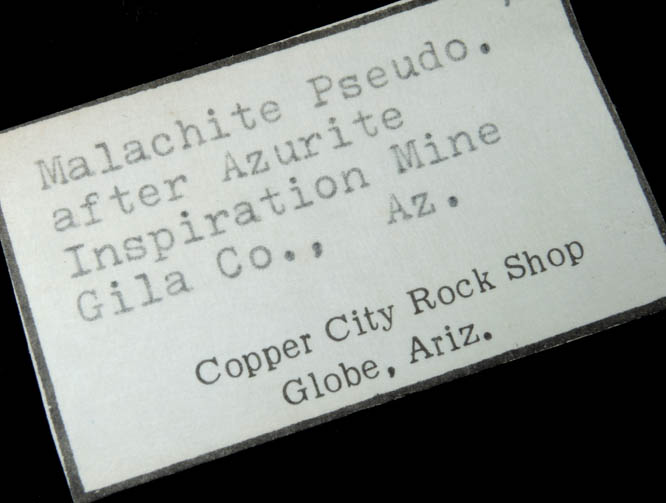 Malachite Pseudo.
after Azurite
Inspiration Mine
Gila Co., Az.
Copper City Rock Shop
Globe, Ariz.